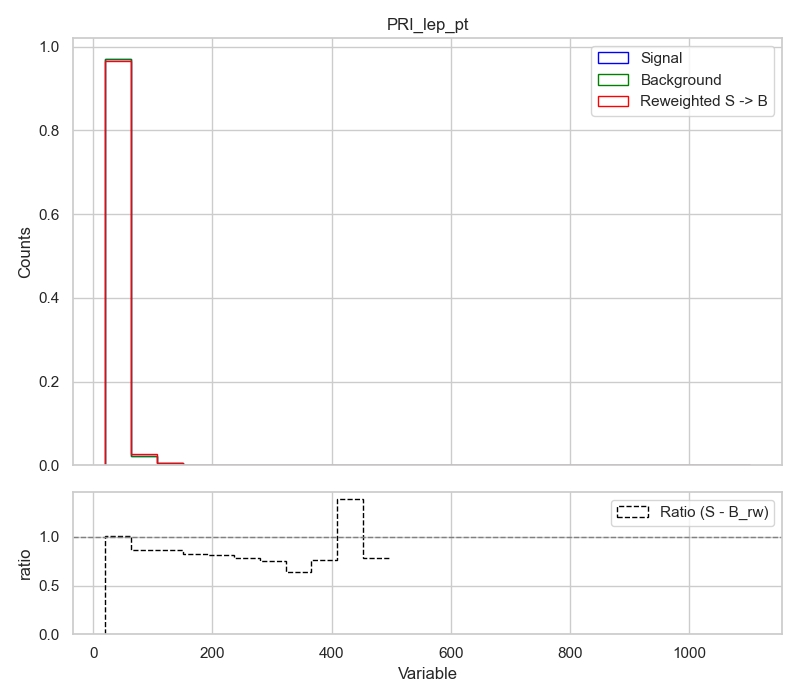 PRI_lep_pt
1.0
0.8
0.6
0.4
0.2
0.0
Counts
Signal
Background
Reweighted S -> B
1.0
0.5
0.0
ratio
Ratio (S - B_rw)
0 200 400 600 800 1000
Variable